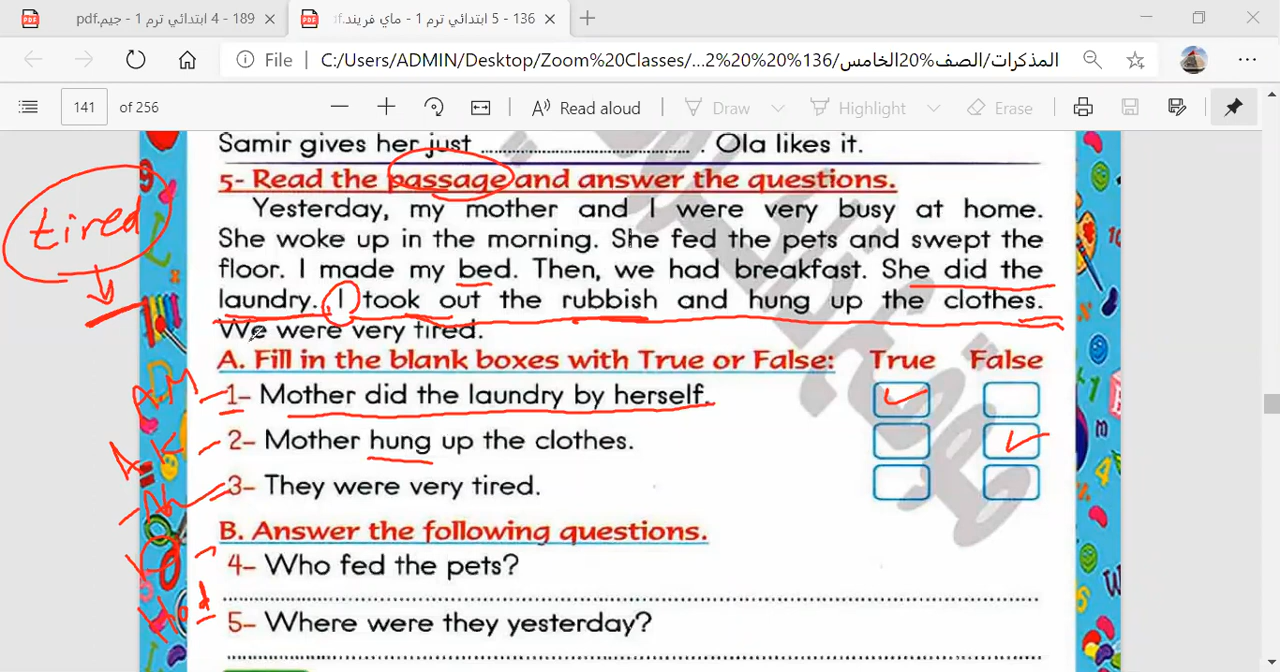 189 - 4 ابتدائي ترم 1 - جيم.pdf
136 - 5 ابتدائي ترم 1 - ماي فريند.
File
C:/Users/ADMIN/Desktop/Zoom%20Classes/المذكرات/الصف%20الخامس/136%20%20%2...
141 of 256
Read aloud
Draw
Highlight
Erase
Samir gives her just .................................... . Ola likes it.
5- Read the passage and answer the questions.
Yesterday, my mother and I were very busy at home.
She woke up in the morning. She fed the pets and swept the
floor. I made my bed. Then, we had breakfast. She did the
laundry. I took out the rubbish and hung up the clothes.
We were very tired.
tired
A. Fill in the blank boxes with True or False: True False
1- Mother did the laundry by herself.
2- Mother hung up the clothes.
3- They were very tired.
B. Answer the following questions.
4- Who fed the pets?
5- Where were they yesterday?